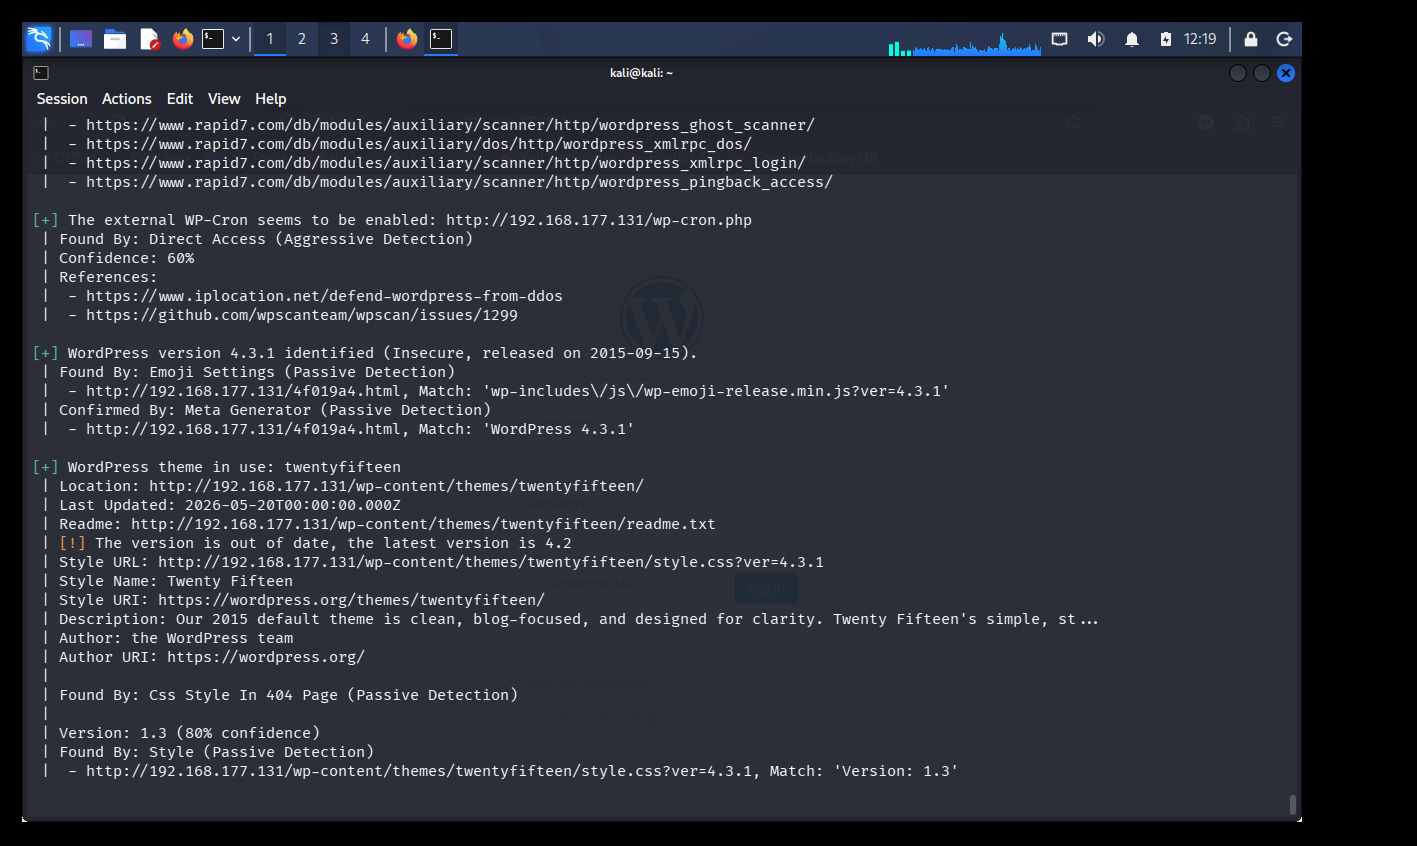 1 2 3 4 12:19
kali@kali: ~
Session Actions Edit View Help
| - https://www.rapid7.com/db/modules/auxiliary/scanner/http/wordpress_ghost_scanner/
| - https://www.rapid7.com/db/modules/auxiliary/dos/http/wordpress_xmlrpc_dos/
| - https://www.rapid7.com/db/modules/auxiliary/scanner/http/wordpress_xmlrpc_login/
| - https://www.rapid7.com/db/modules/auxiliary/scanner/http/wordpress_pingback_access/
[+] The external WP-Cron seems to be enabled: http://192.168.177.131/wp-cron.php
| Found By: Direct Access (Aggressive Detection)
| Confidence: 60%
| References:
| - https://www.iplocation.net/defend-wordpress-from-ddos
| - https://github.com/wpscanteam/wpscan/issues/1299
[+] WordPress version 4.3.1 identified (Insecure, released on 2015-09-15).
| Found By: Emoji Settings (Passive Detection)
| - http://192.168.177.131/4f019a4.html, Match: 'wp-includes\/js\/wp-emoji-release.min.js?ver=4.3.1'
| Confirmed By: Meta Generator (Passive Detection)
| - http://192.168.177.131/4f019a4.html, Match: 'WordPress 4.3.1'
[+] WordPress theme in use: twentyfifteen
| Location: http://192.168.177.131/wp-content/themes/twentyfifteen/
| Last Updated: 2026-05-20T00:00:00.000Z
| Readme: http://192.168.177.131/wp-content/themes/twentyfifteen/readme.txt
| [!] The version is out of date, the latest version is 4.2
| Style URL: http://192.168.177.131/wp-content/themes/twentyfifteen/style.css?ver=4.3.1
| Style Name: Twenty Fifteen
| Style URI: https://wordpress.org/themes/twentyfifteen/
| Description: Our 2015 default theme is clean, blog-focused, and designed for clarity. Twenty Fifteen's simple, st...
| Author: the WordPress team
| Author URI: https://wordpress.org/
|
| Found By: Css Style In 404 Page (Passive Detection)
|
| Version: 1.3 (80% confidence)
| Found By: Style (Passive Detection)
| - http://192.168.177.131/wp-content/themes/twentyfifteen/style.css?ver=4.3.1, Match: 'Version: 1.3'
Password
Remember Me
Log In